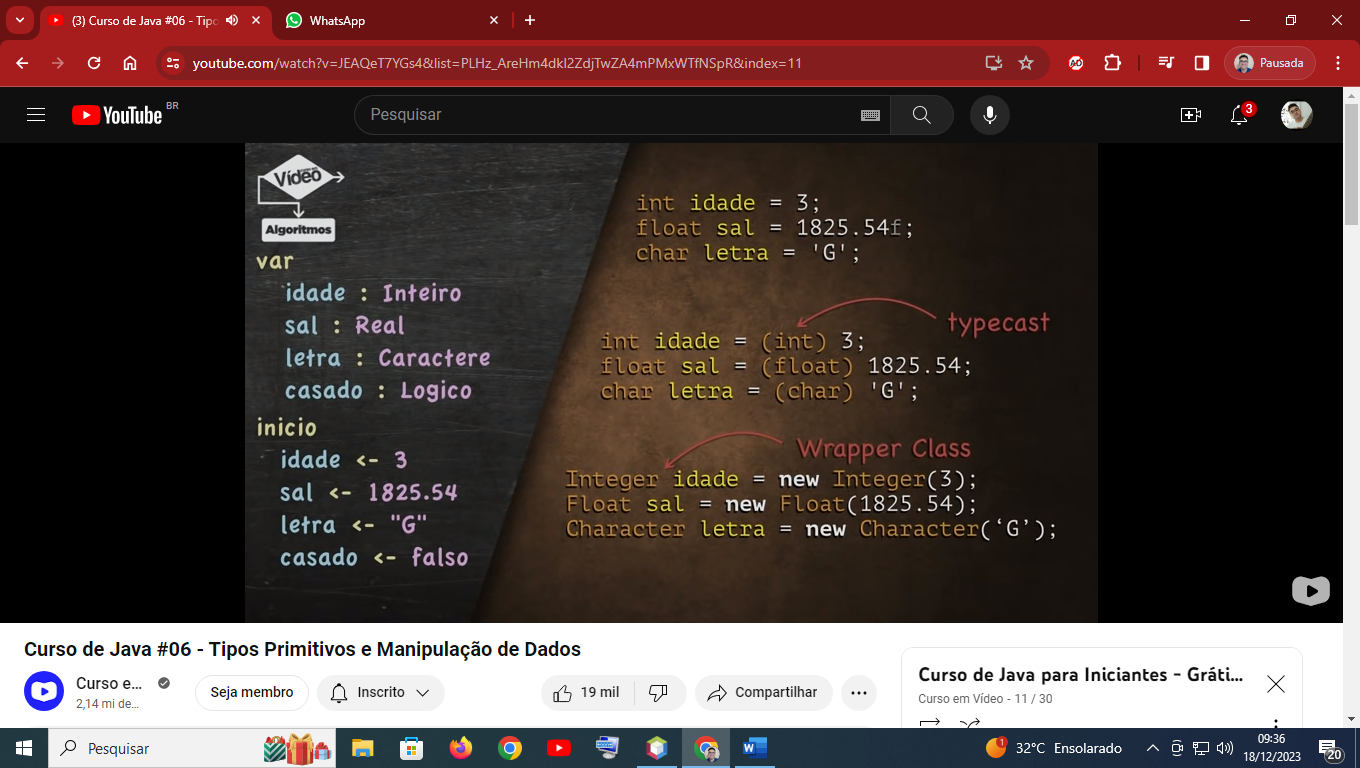 (3) Curso de Java #06 - Tipo
WhatsApp
youtube.com/watch?v=JEAQeT7YGs4&list=PLHz_AreHm4dkI2ZdjTwZA4mPMxWTfNSpR&index=11
Pausada
YouTube BR
Pesquisar
3
Vídeo
Algoritmos
var
idade : Inteiro
sal : Real
letra : Caractere
casado : Logico
inicio
idade <- 3
sal <- 1825.54
letra <- "G"
casado <- falso
int idade = 3;
float sal = 1825.54f;
char letra = 'G';
typecast
int idade = (int) 3;
float sal = (float) 1825.54;
char letra = (char) 'G';
Wrapper Class
Integer idade = new Integer(3);
Float sal = new Float(1825.54);
Character letra = new Character(‘G’);
Curso de Java #06 - Tipos Primitivos e Manipulação de Dados
Curso e...
2,14 mi de...
Seja membro
Inscrito
19 mil
Compartilhar
Curso de Java para Iniciantes - Gráti...
Curso em Vídeo - 11 / 30
Pesquisar
1
32°C Ensolarado
09:36
18/12/2023
20